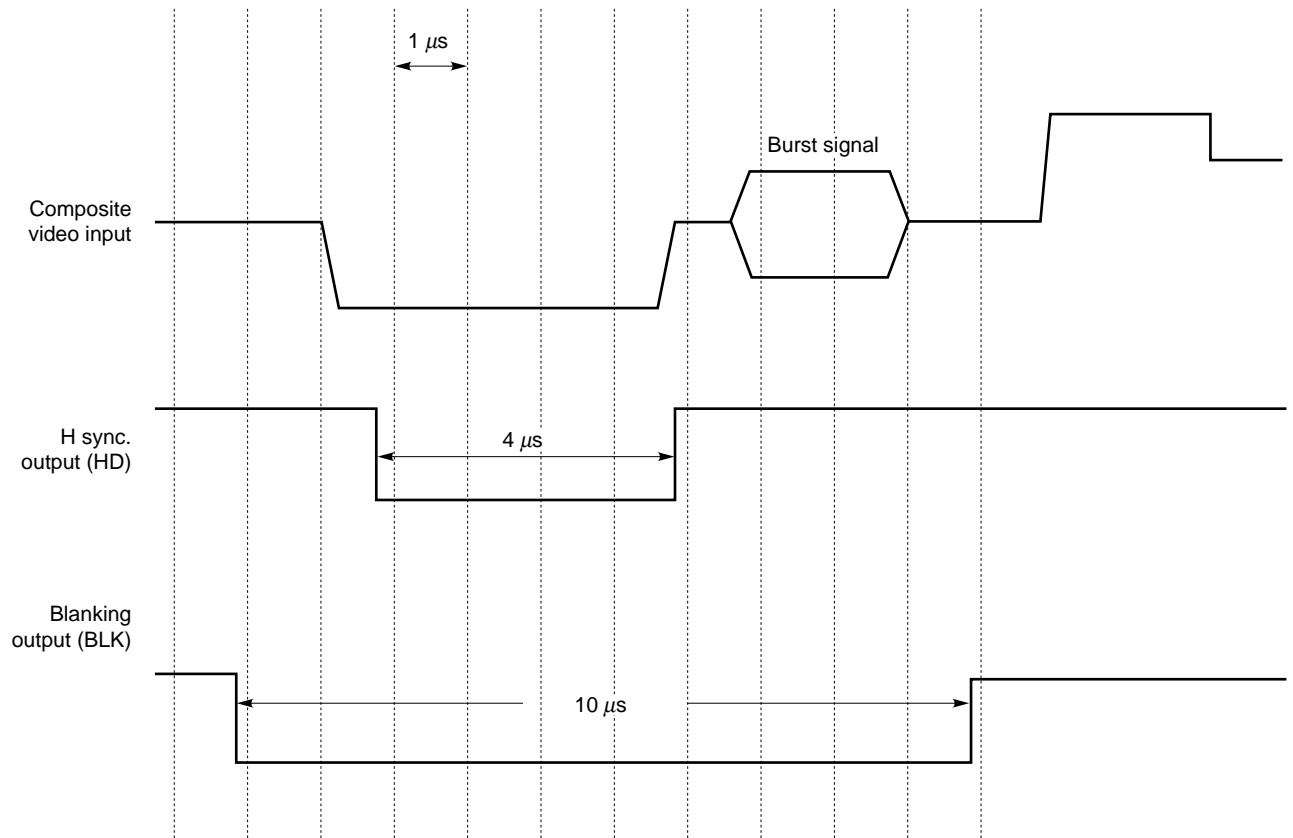 1 μs
Burst signal
Composite
video input
H sync.
output (HD)
4 μs
Blanking
output (BLK)
10 μs